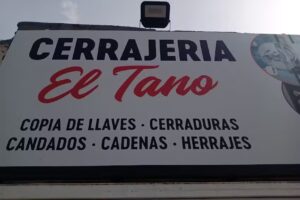 CERRAJERIA
El Tano
COPIA DE LLAVES · CERRADURAS
CANDADOS · CADENAS · HERRAJES